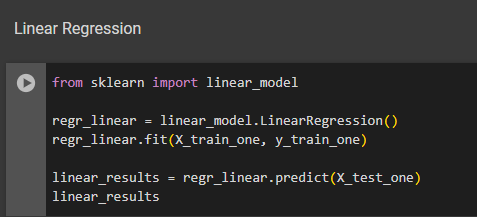 Linear Regression
from sklearn import linear_model
regr_linear = linear_model.LinearRegression()
regr_linear.fit(X_train_one, y_train_one)
linear_results = regr_linear.predict(X_test_one)
linear_results